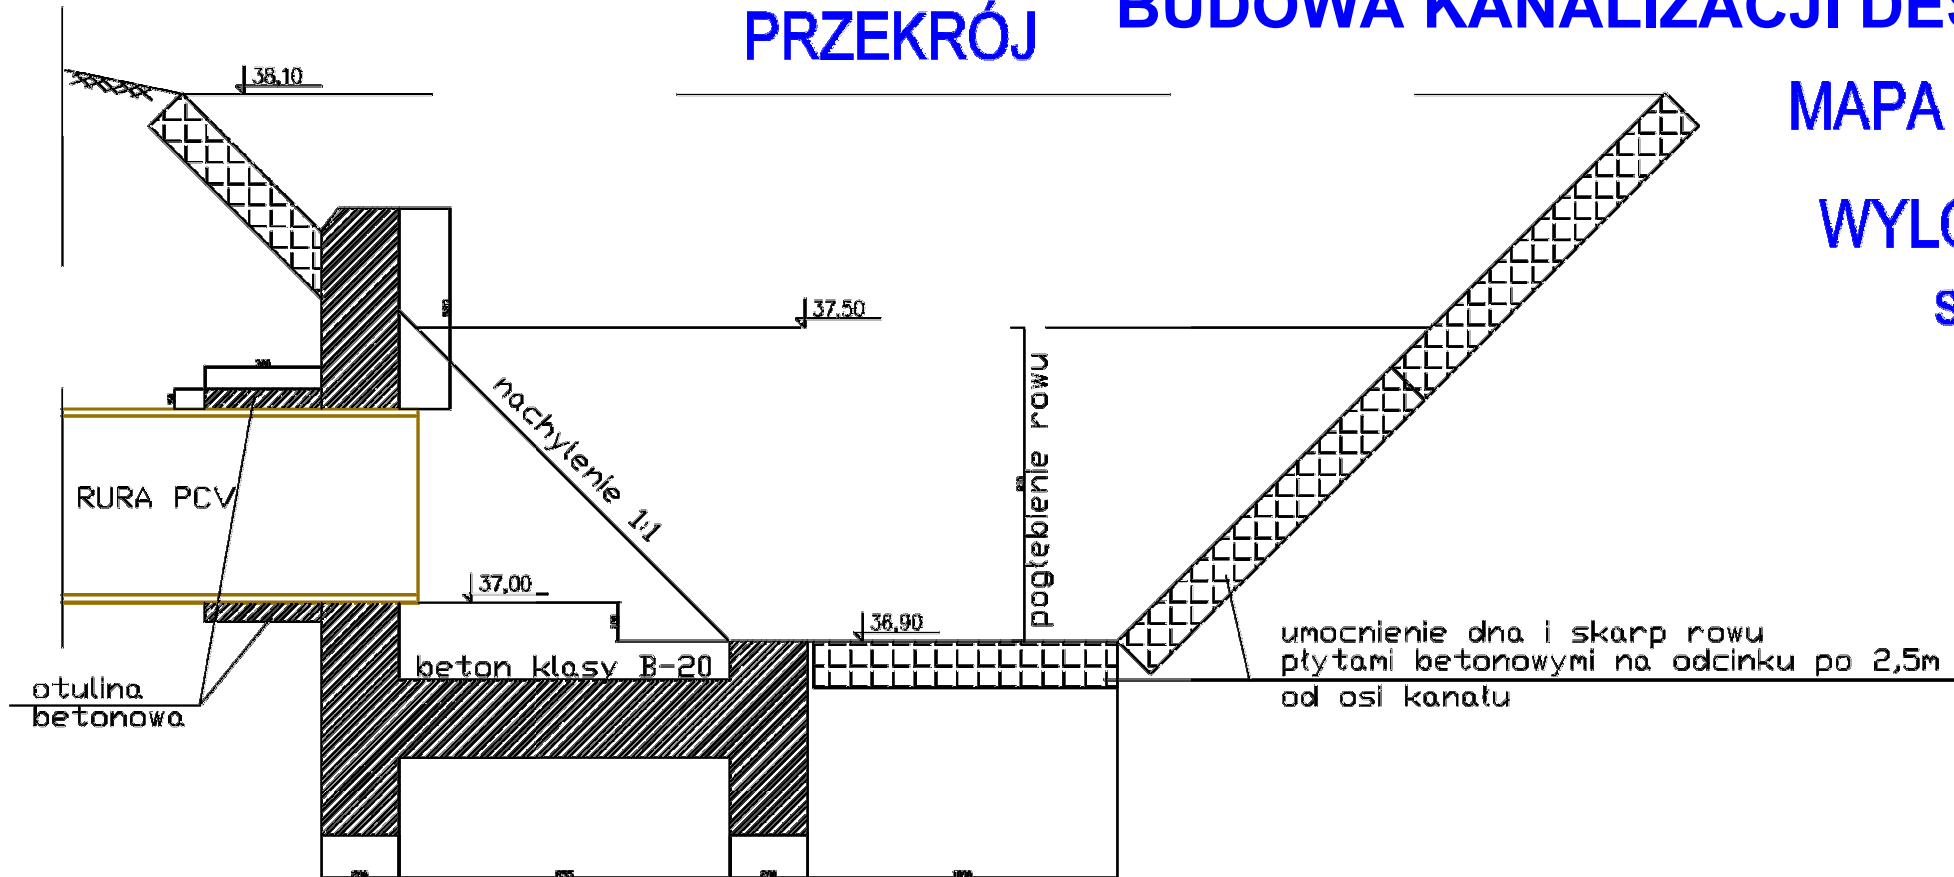 PRZEKRÓJ
BUDOWA KANALIZACJI
MAPA
38,10
37,50
nachylenie 1:1
pogłębienie rowu
RURA PCV
37,00
36,90
beton klasy B-20
otulina
betonowa
umocnienie dna i skarp rowu
płytami betonowymi na odcinku po 2,5m
od osi kanału